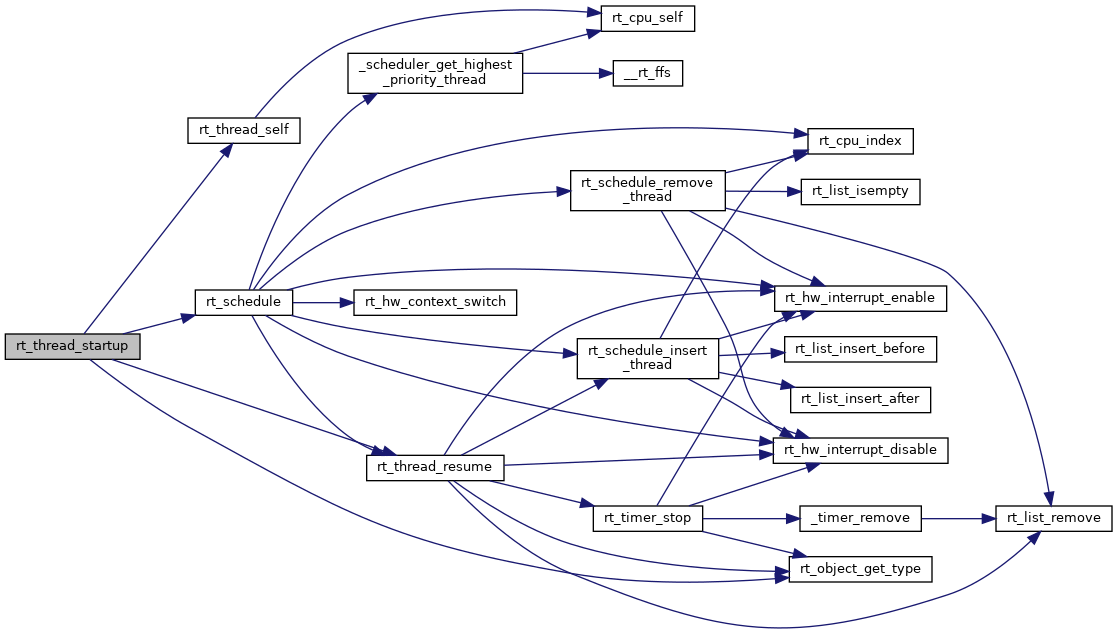 rt_cpu_self
_scheduler_get_highest
_priority_thread
__rt_ffs
rt_thread_self
rt_cpu_index
rt_schedule_remove
_thread
rt_list_isempty
rt_schedule
rt_hw_context_switch
rt_hw_interrupt_enable
rt_thread_startup
rt_schedule_insert
_thread
rt_list_insert_before
rt_list_insert_after
rt_hw_interrupt_disable
rt_thread_resume
rt_timer_stop
_timer_remove
rt_list_remove
rt_object_get_type